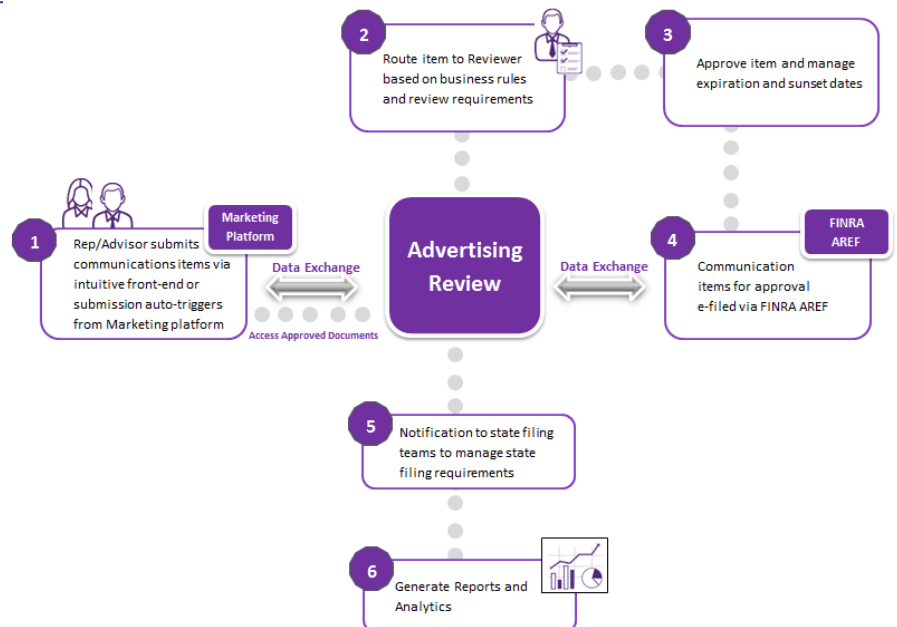 2
Route item to Reviewer
based on business rules
and review requirements
3
Approve item and manage
expiration and sunset dates
1
Marketing
Platform
Rep/Advisor submits
communications items via
intuitive front-end or
submission auto-triggers
from Marketing platform
Data Exchange
Access Approved Documents
Advertising
Review
Data Exchange
4
FINRA
AREF
Communication
items for approval
e-filed via FINRA AREF
5
Notification to state filing
teams to manage state
filing requirements
6
Generate Reports and
Analytics